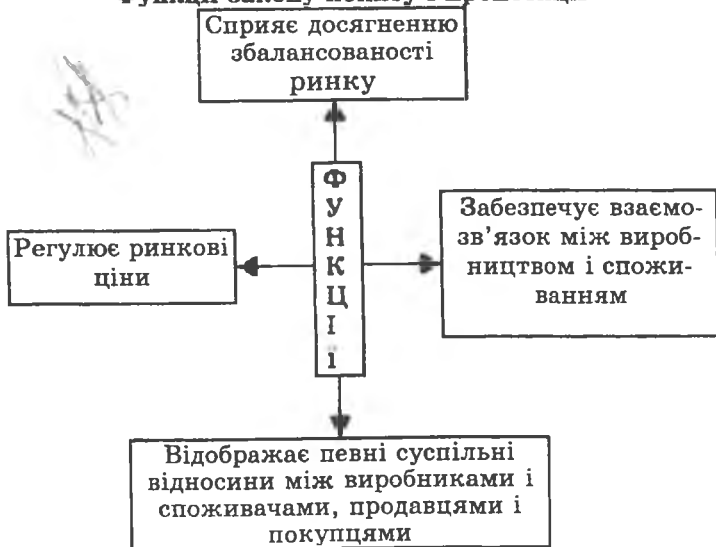 Сприяє досягненню
збалансованості
ринку
Ф
У
Н
К
Ц
І
Ї
Регулює ринкові
ціни
Забезпечує взаємо-
зв'язок між вироб-
ництвом і спожи-
ванням
Відображає певні суспільні
відносини між виробниками і
споживачами, продавцями і
покупцями